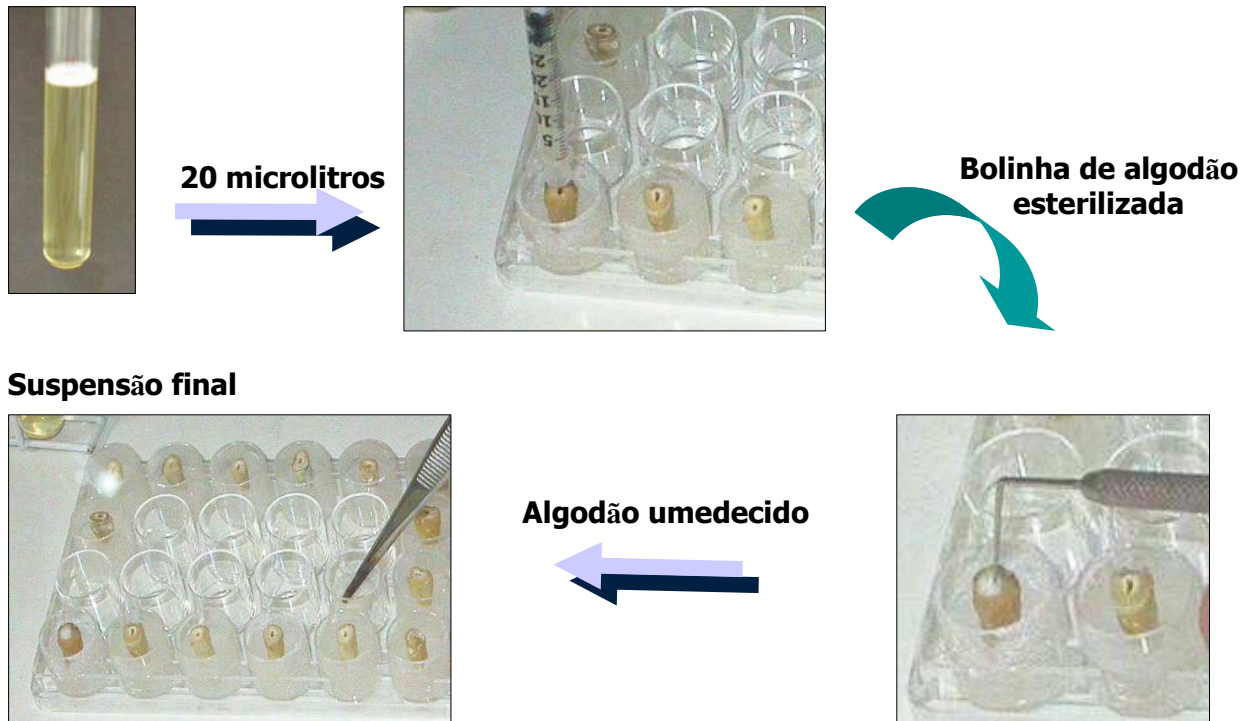 20 microlitros
Bolinha de algodão
esterilizada
Suspensão final
Algodão umedecido